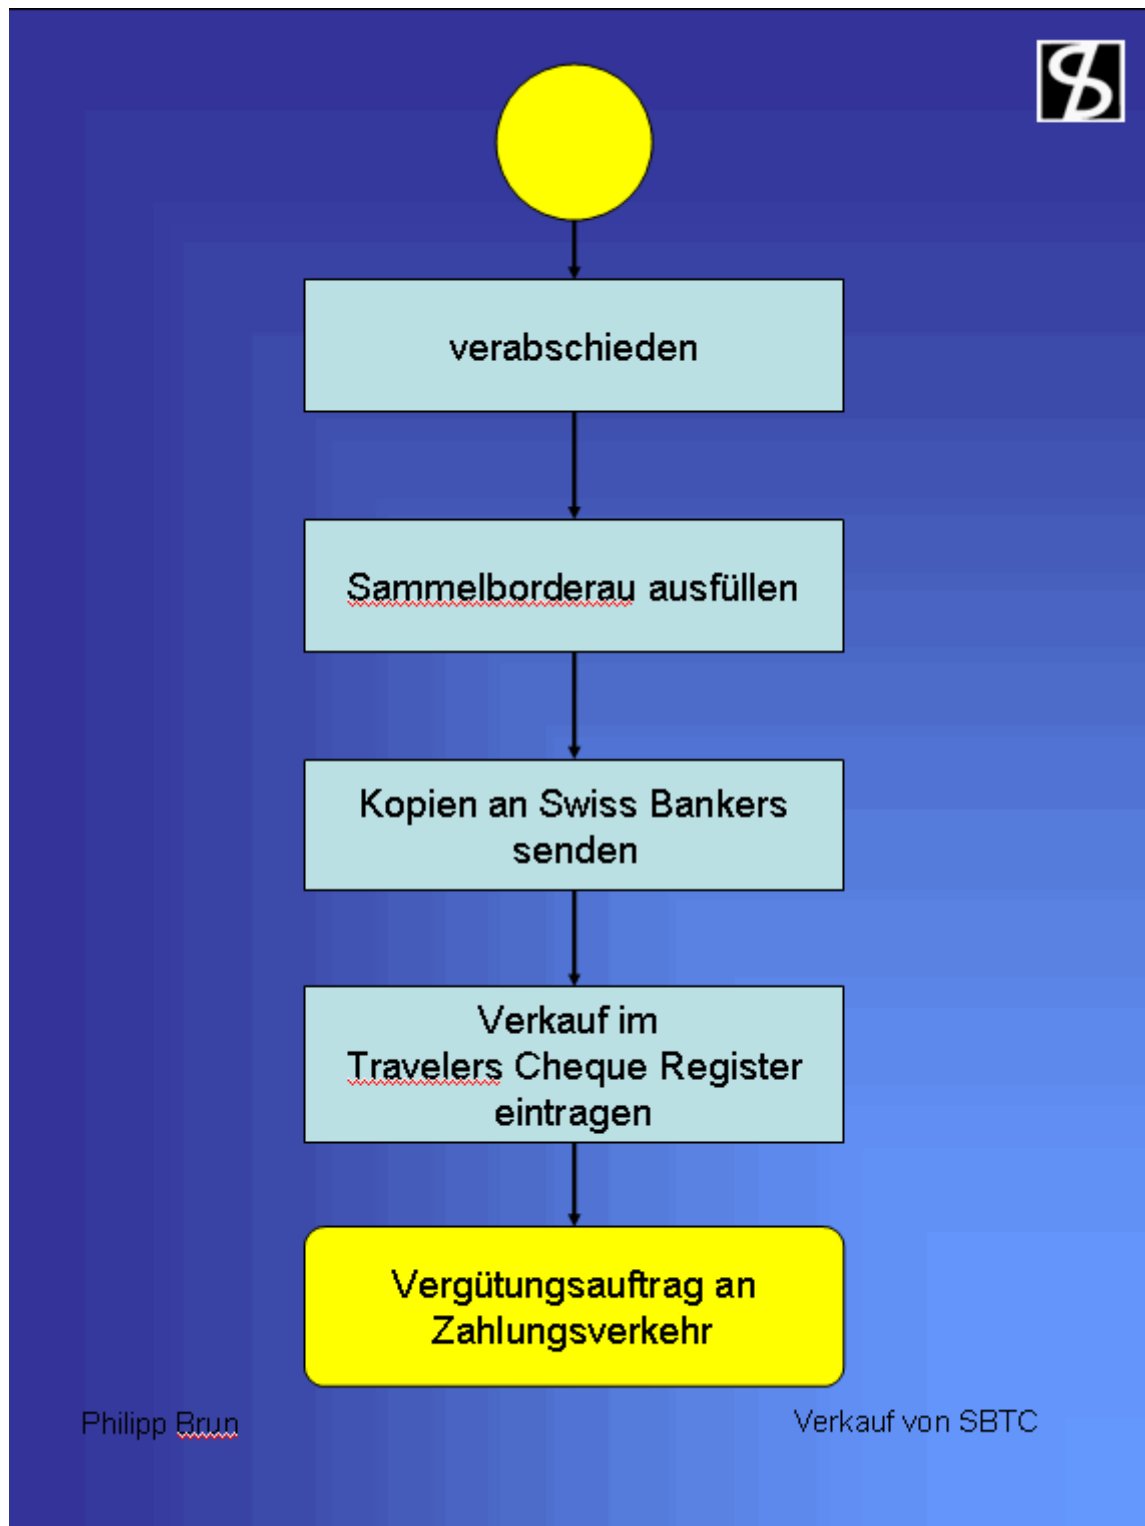 verabschieden
Sammelborderau ausfüllen
Kopien an Swiss Bankers
senden
Verkauf im
Travelers Cheque Register
eintragen
Vergütungsauftrag an
Zahlungsverkehr
Philipp Brun
Verkauf von SBTC